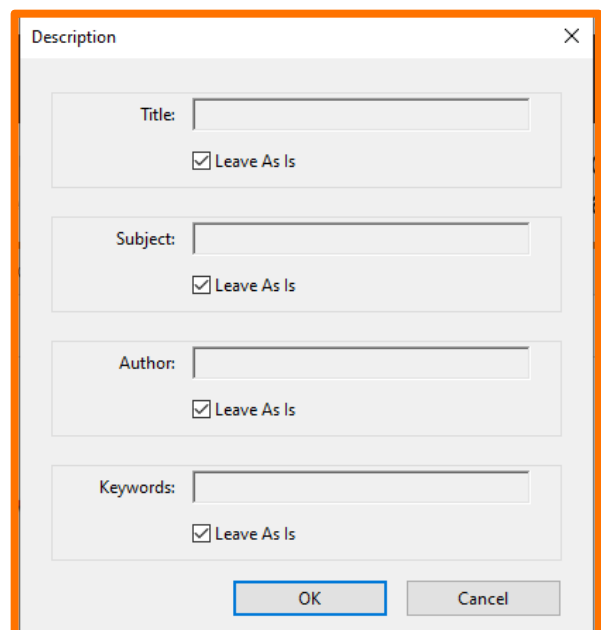 Description
Title:
Leave As Is
Subject:
Leave As Is
Author:
Leave As Is
Keywords:
Leave As Is
OK Cancel